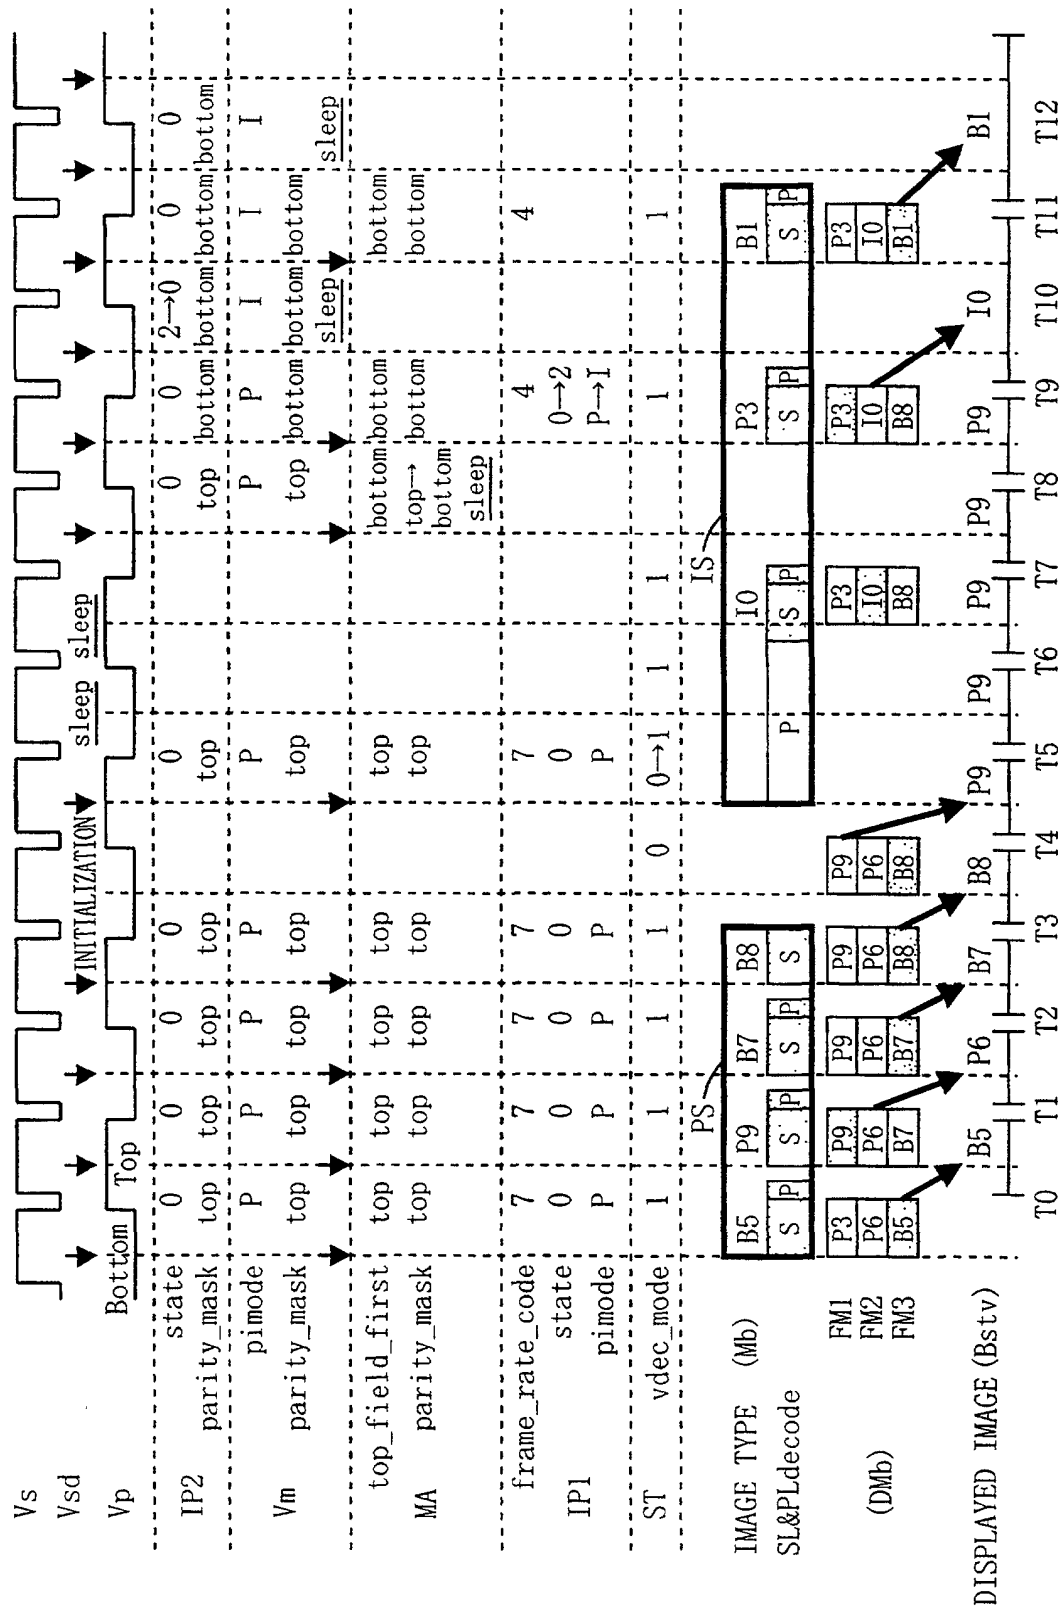 Vs
Vsd INITIALIZATION sleep sleep
Vp Bottom Top
IP2
state 0 0 0 0 0 0 0 2→0 0 0
parity_mask top top top top top top bottom bottom bottom bottom
Vm
pimode P P P P P P P I I I
parity_mask top top top top top top bottom bottom bottom
sleep sleep
MA
top_field_first top top top top top bottom bottom bottom
parity_mask top top top top top top→bottom bottom bottom
sleep
IP1
frame_rate_code 7 7 7 7 7 4 4
state 0 0 0 0 0 0→2
pimode P P P P P P→I
ST vdec_mode 1 1 1 1 0 0→1 1 1 1 1
PS IS
IMAGE TYPE (Mb) B5 P9 B7 B8 I0 P3 B1
SL&PLdecode S P S P S P S P S P S P S P
(DMb)
FM1 P3 P9 P9 P9 P9 P3 P3 P3
FM2 P6 P6 P6 P6 P6 I0 I0 I0
FM3 B5 B7 B7 B8 B8 B8 B8 B1
DISPLAYED IMAGE(Bstv) B5 P6 B7 B8 P9 P9 P9 P9 P9 I0 B1
T0 T1 T2 T3 T4 T5 T6 T7 T8 T9 T10 T11 T12